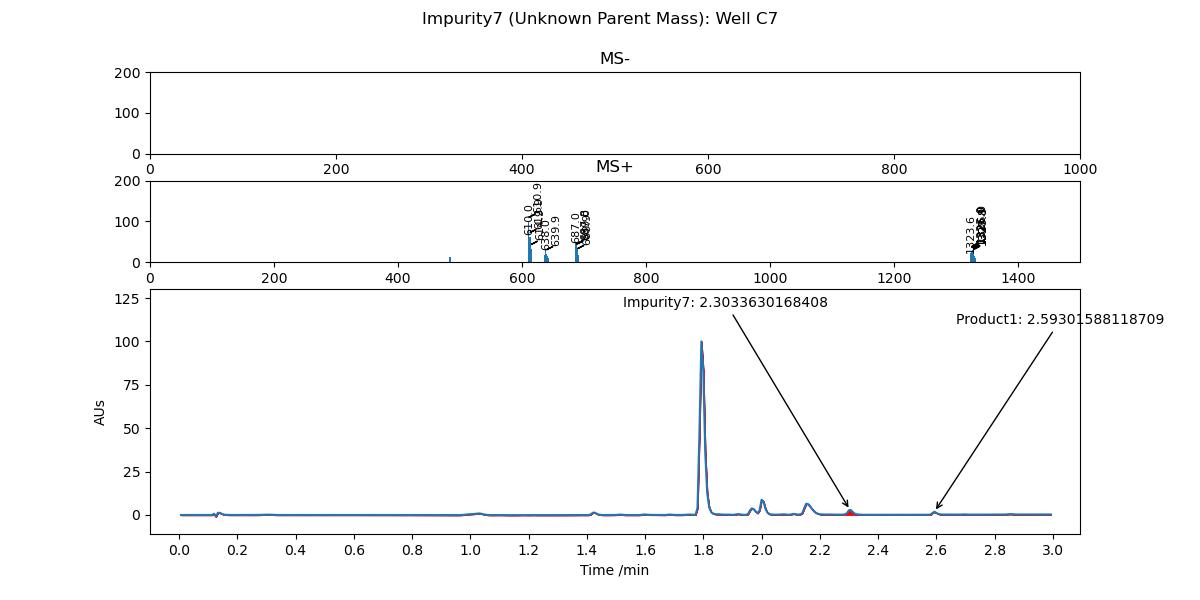 Impurity7 (Unknown Parent Mass): Well C7
MS-
200
100
0
0 200 400 600 800 1000
MS+
200
100
0
610.0
610.9
638.0
639.9
687.0
1323.6
0 200 400 600 800 1000 1200 1400
125
100
75
50
25
0
AUs
Impurity7: 2.3033630168408
Product1: 2.59301588118709
0.0 0.2 0.4 0.6 0.8 1.0 1.2 1.4 1.6 1.8 2.0 2.2 2.4 2.6 2.8 3.0
Time /min